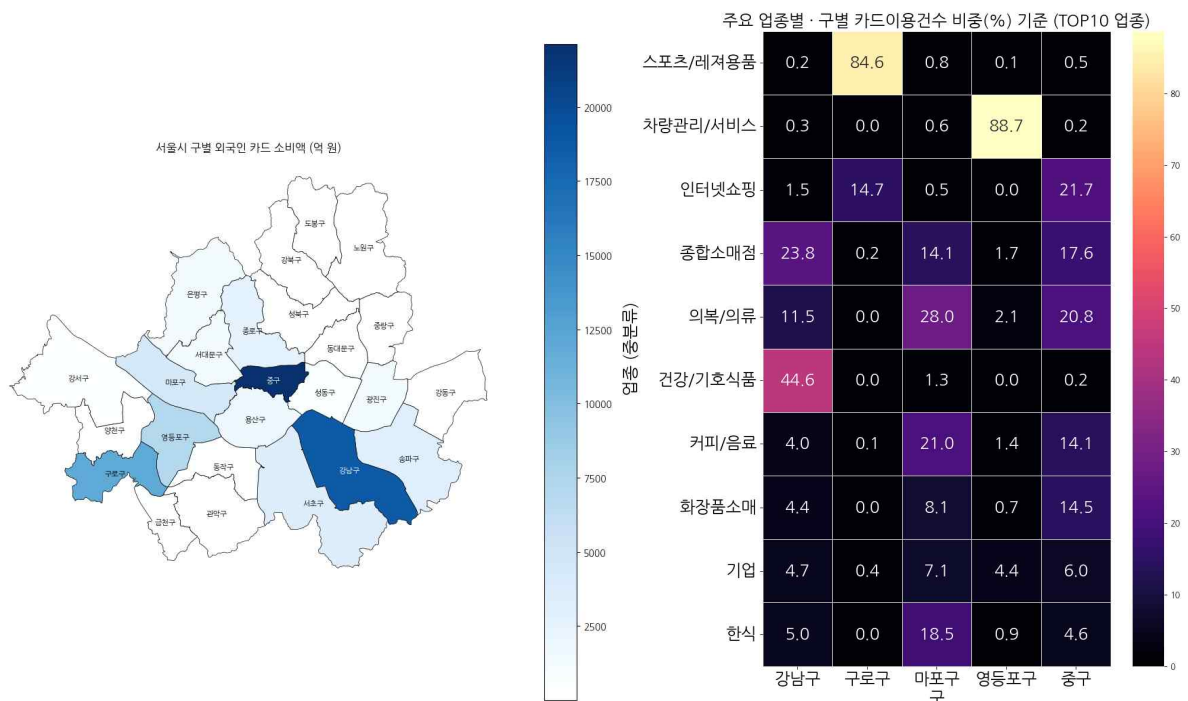 서울시 구별 외국인 카드 소비액 (억 원)
도봉구
노원구
강북구
은평구
성북구
종로구
중랑구
서대문구
동대문구
강서구
마포구
중구
성동구
광진구
강동구
양천구
용산구
영등포구
송파구
구로구
동작구
강남구
서초구
금천구
관악구
20000
17500
15000
12500
10000
7500
5000
2500
주요 업종별 · 구별 카드이용건수 비중(%) 기준 (TOP10 업종)
업종 (중분류)
스포츠/레져용품 0.2 84.6 0.8 0.1 0.5
차량관리/서비스 0.3 0.0 0.6 88.7 0.2
인터넷쇼핑 1.5 14.7 0.5 0.0 21.7
종합소매점 23.8 0.2 14.1 1.7 17.6
의복/의류 11.5 0.0 28.0 2.1 20.8
건강/기호식품 44.6 0.0 1.3 0.0 0.2
커피/음료 4.0 0.1 21.0 1.4 14.1
화장품소매 4.4 0.0 8.1 0.7 14.5
기업 4.7 0.4 7.1 4.4 6.0
한식 5.0 0.0 18.5 0.9 4.6
강남구 구로구 마포구 영등포구 중구
구
80
70
60
50
40
30
20
10
0